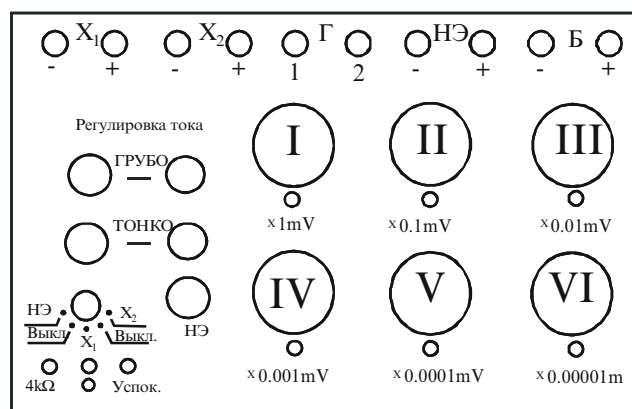 X₁ X₂ Г НЭ Б
- + - + 1 2 - + - +
Регулировка тока
ГРУБО
ТОНКО
I II III
x1mV x0.1mV x0.01mV
IV V VI
x0.001mV x0.0001mV x0.00001m
НЭ X₂
НЭ
Выкл. X₁ Выкл.
4kΩ Успок.